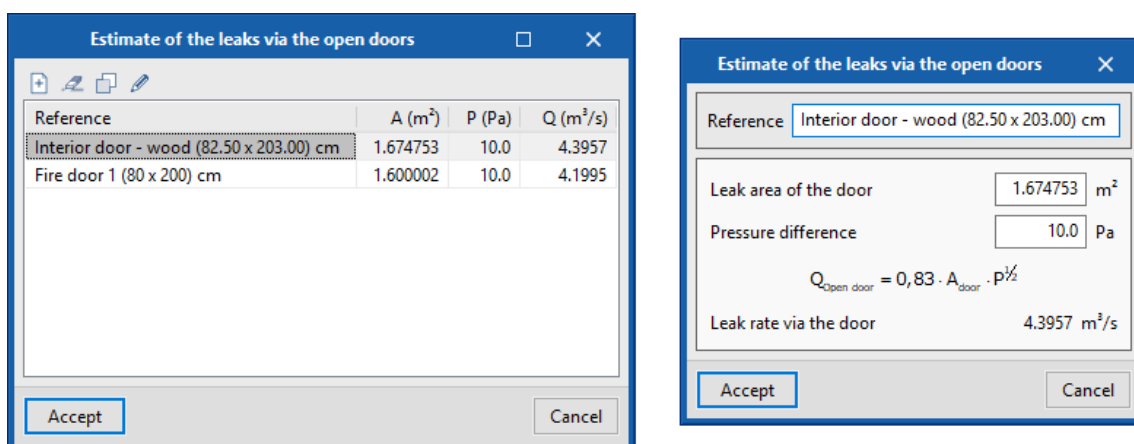 Estimate of the leaks via the open doors
Reference A (m²) P (Pa) Q (m³/s)
Interior door - wood (82.50 x 203.00) cm 1.674753 10.0 4.3957
Fire door 1 (80 x 200) cm 1.600002 10.0 4.1995
Accept Cancel
Estimate of the leaks via the open doors
Reference Interior door - wood (82.50 x 203.00) cm
Leak area of the door 1.674753 m²
Pressure difference 10.0 Pa
Q_Open door = 0,83 · A_door · P^½
Leak rate via the door 4.3957 m³/s
Accept Cancel